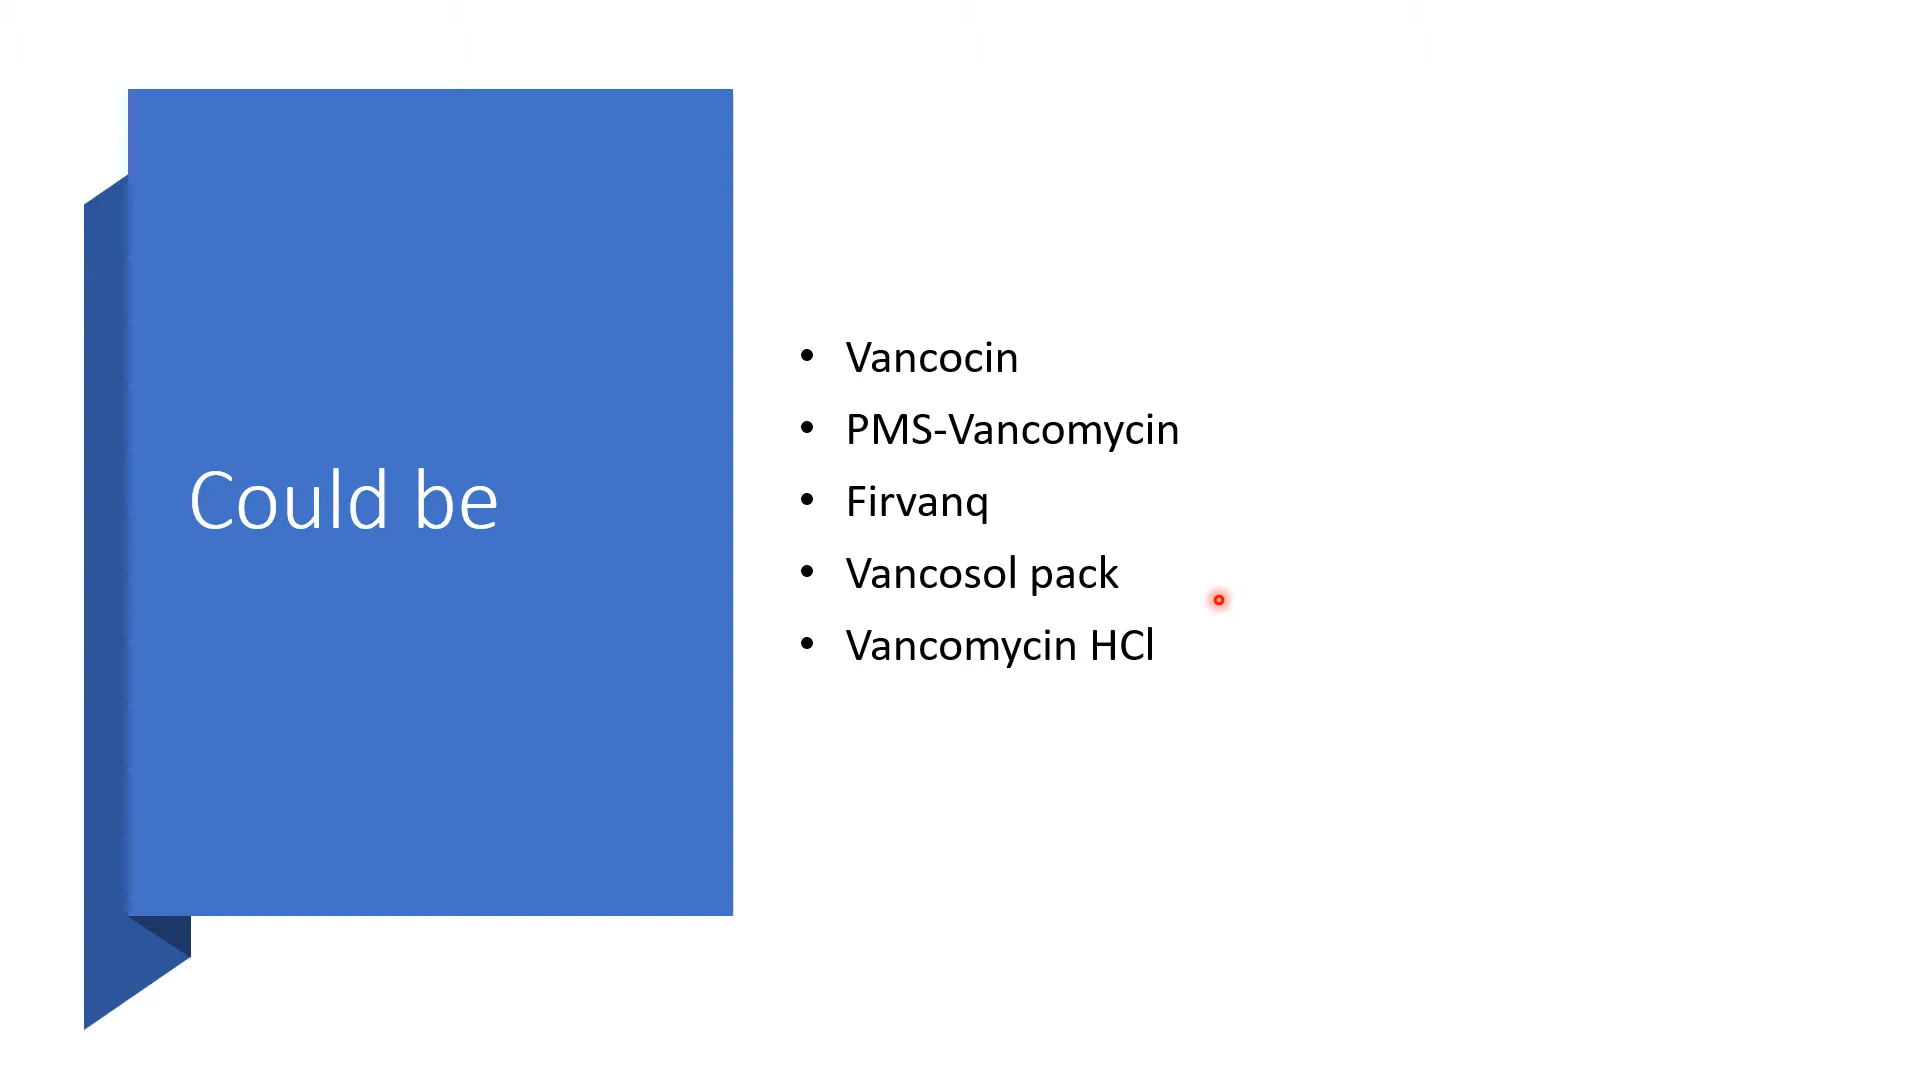 Could be
• Vancocin
• PMS-Vancomycin
• Firvanq
• Vancosol pack
• Vancomycin HCl